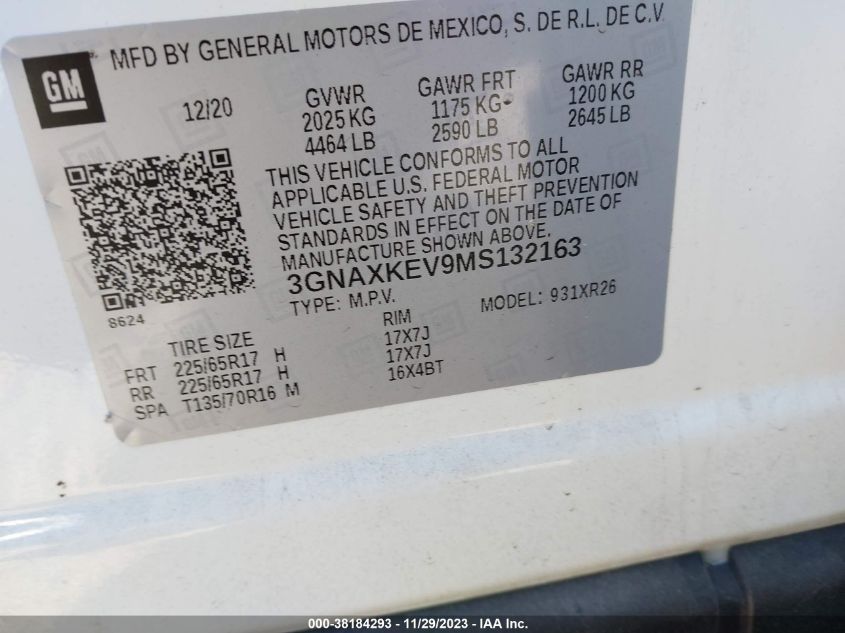 MFD BY GENERAL MOTORS DE MEXICO, S. DE R.L. DE C.V.
GM
12/20
GVWR
2025 KG
4464 LB
GAWR FRT
1175 KG
2590 LB
GAWR RR
1200 KG
2645 LB
THIS VEHICLE CONFORMS TO ALL
APPLICABLE U.S. FEDERAL MOTOR
VEHICLE SAFETY AND THEFT PREVENTION
STANDARDS IN EFFECT ON THE DATE OF
MANUFACTURE SHOWN ABOVE.
3GNAXKEV9MS132163
TYPE: M.P.V. MODEL: 931XR26
8624
TIRE SIZE RIM
FRT 225/65R17 H 17X7J
RR 225/65R17 H 17X7J
SPA T135/70R16 M 16X4BT
000-38184293 - 11/29/2023 - IAA Inc.